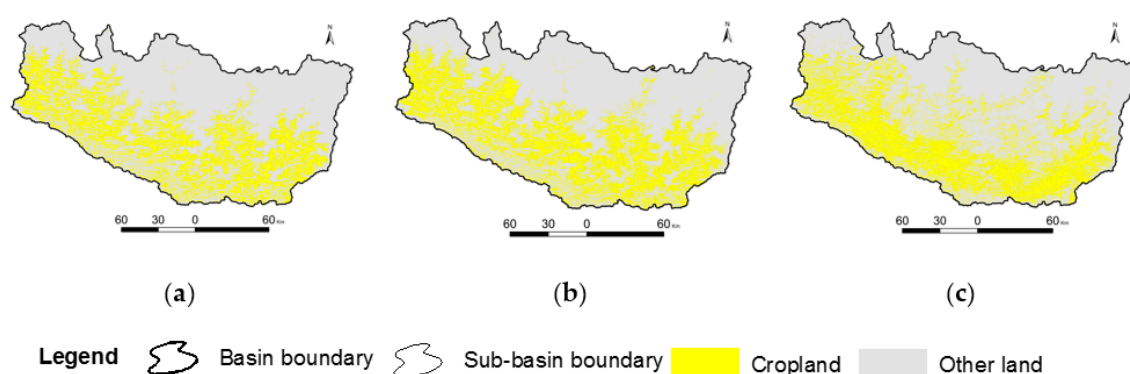 N N N
60 30 0 60 Km
60 30 0 60 Km
60 30 0 60 Km
(a) (b) (c)
Legend Basin boundary Sub-basin boundary Cropland Other land